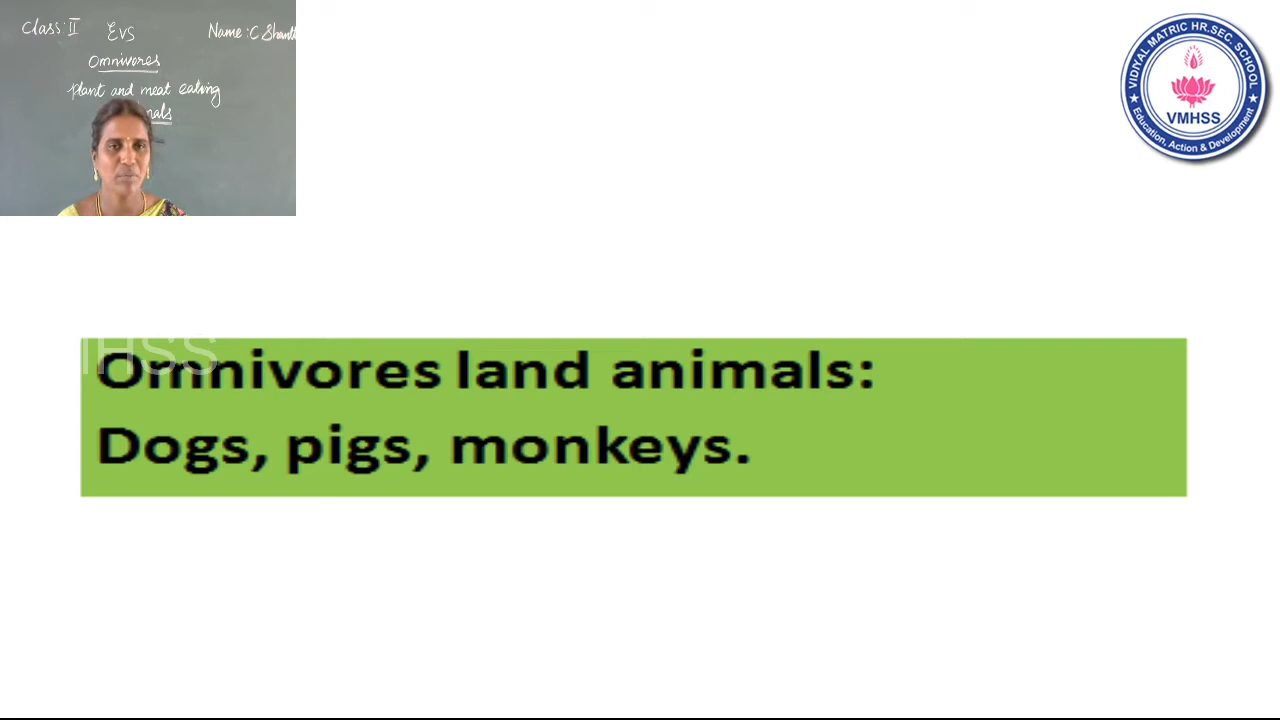 Class: II EVS Name: C
Omnivores
Plant and meat eating
VIDIYAL MATRIC HR.SEC. SCHOOL
VMHSS
Education, Action & Development
Omnivores land animals:
Dogs, pigs, monkeys.